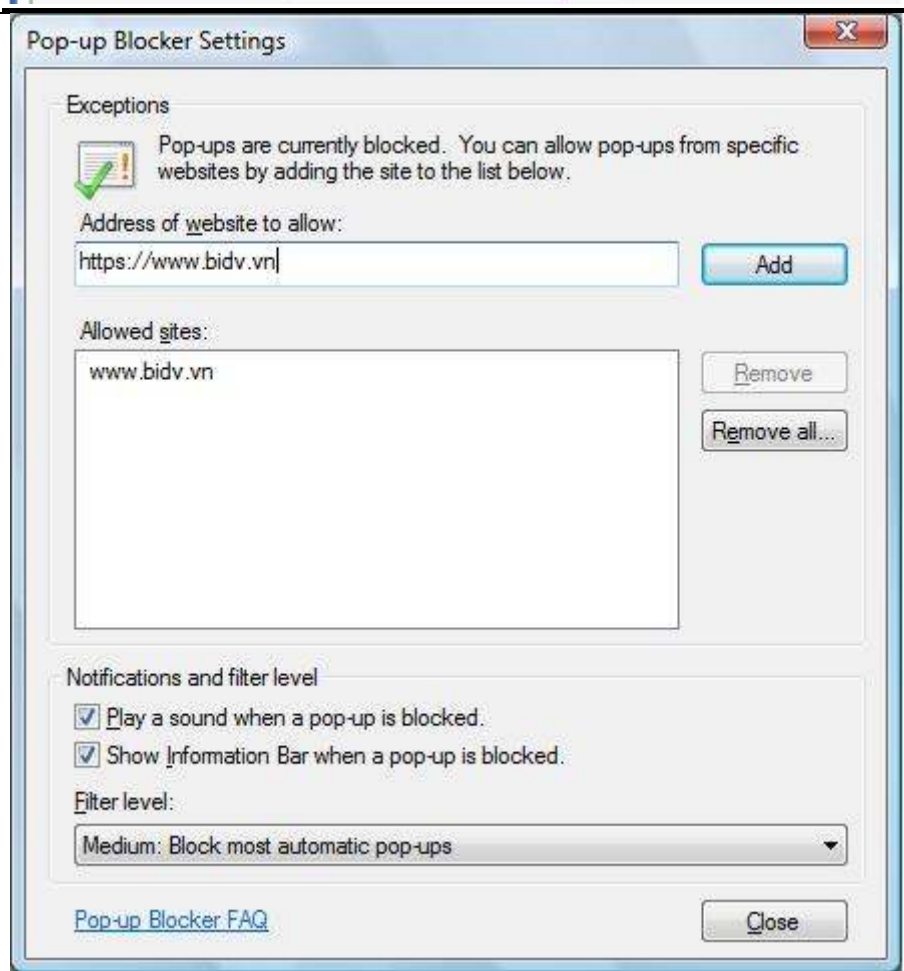 Pop-up Blocker Settings
Exceptions
Pop-ups are currently blocked. You can allow pop-ups from specific
websites by adding the site to the list below.
Address of website to allow:
https://www.bidv.vn
Add
Allowed sites:
www.bidv.vn
Remove
Remove all...
Notifications and filter level
Play a sound when a pop-up is blocked.
Show Information Bar when a pop-up is blocked.
Filter level:
Medium: Block most automatic pop-ups
Pop-up Blocker FAQ
Close